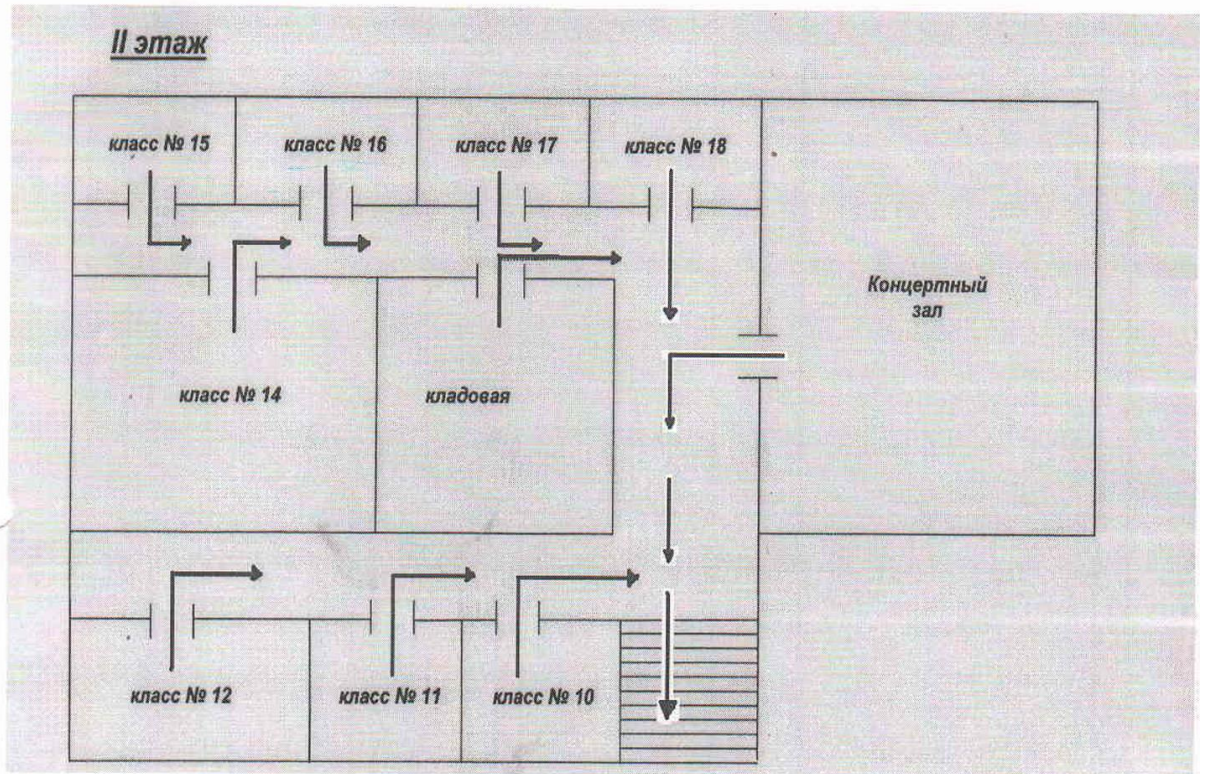 II этаж
класс № 15
класс № 16
класс № 17
класс № 18
Концертный
зал
класс № 14
кладовая
класс № 12
класс № 11
класс № 10